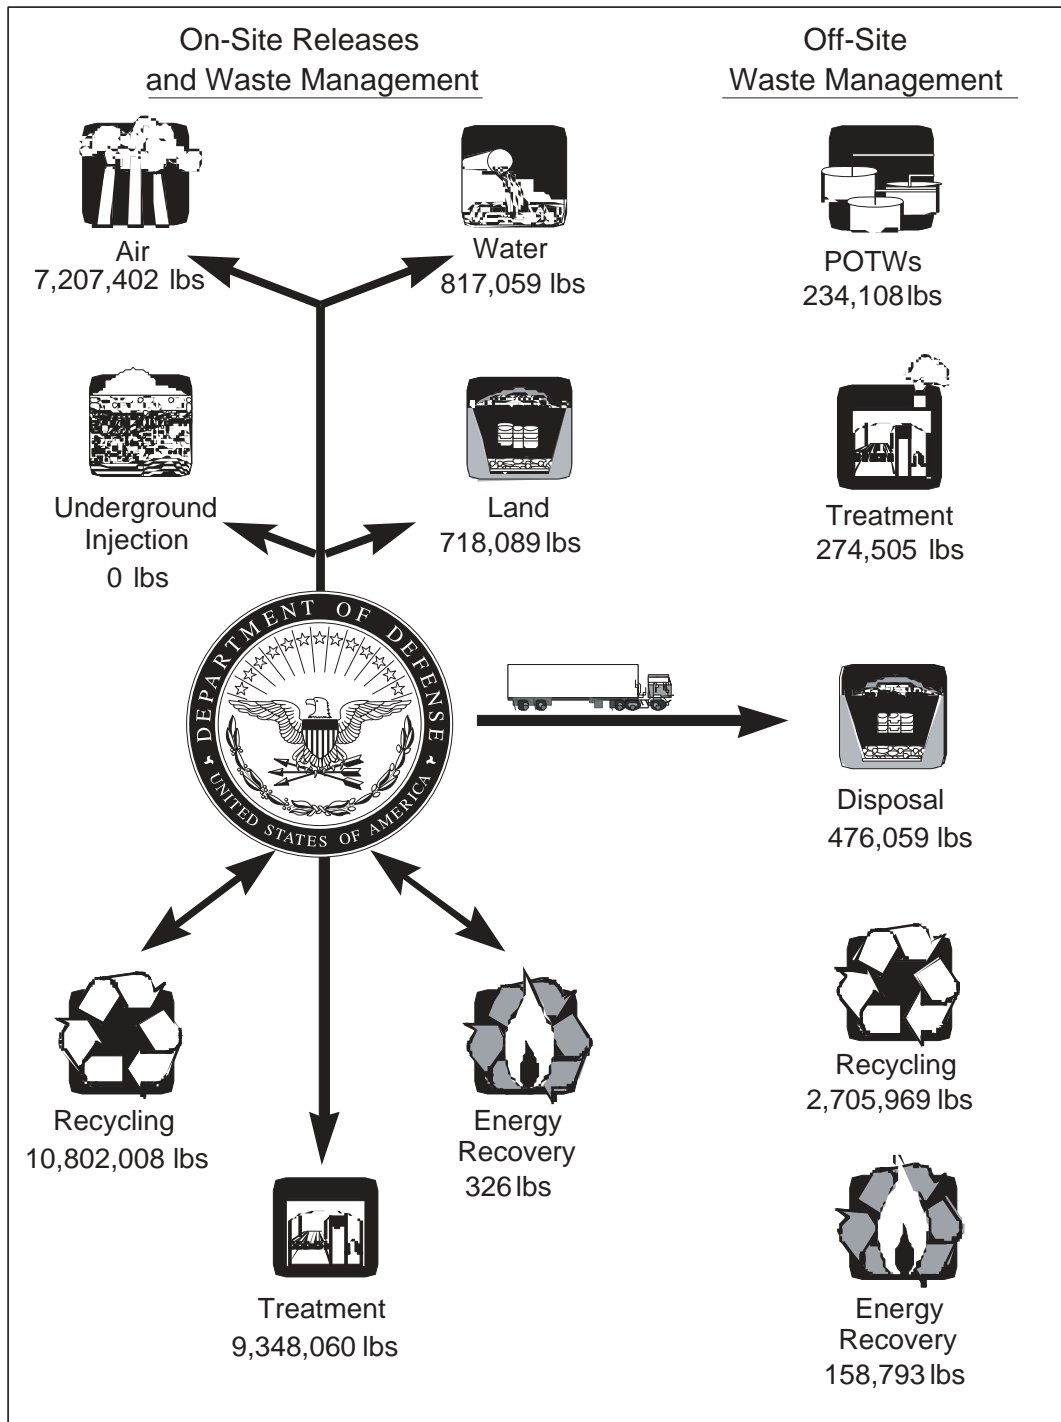 On-Site Releases
and Waste Management
Off-Site
Waste Management
Air
7,207,402 lbs
Water
817,059 lbs
POTWs
234,108 lbs
Underground
Injection
0 lbs
Land
718,089 lbs
Treatment
274,505 lbs
DEPARTMENT OF DEFENSE
UNITED STATES OF AMERICA
Disposal
476,059 lbs
Recycling
10,802,008 lbs
Energy
Recovery
326 lbs
Recycling
2,705,969 lbs
Treatment
9,348,060 lbs
Energy
Recovery
158,793 lbs